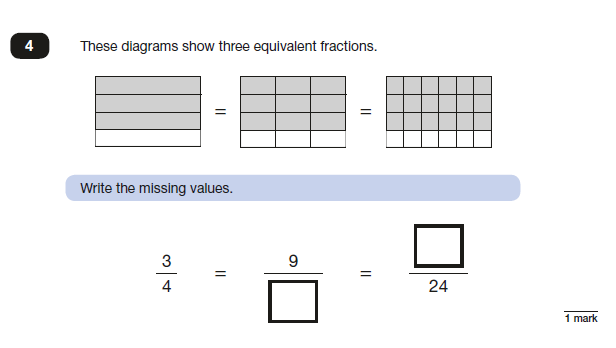 4 These diagrams show three equivalent fractions.
= =
Write the missing values.
3 9
= =
4 24
1 mark